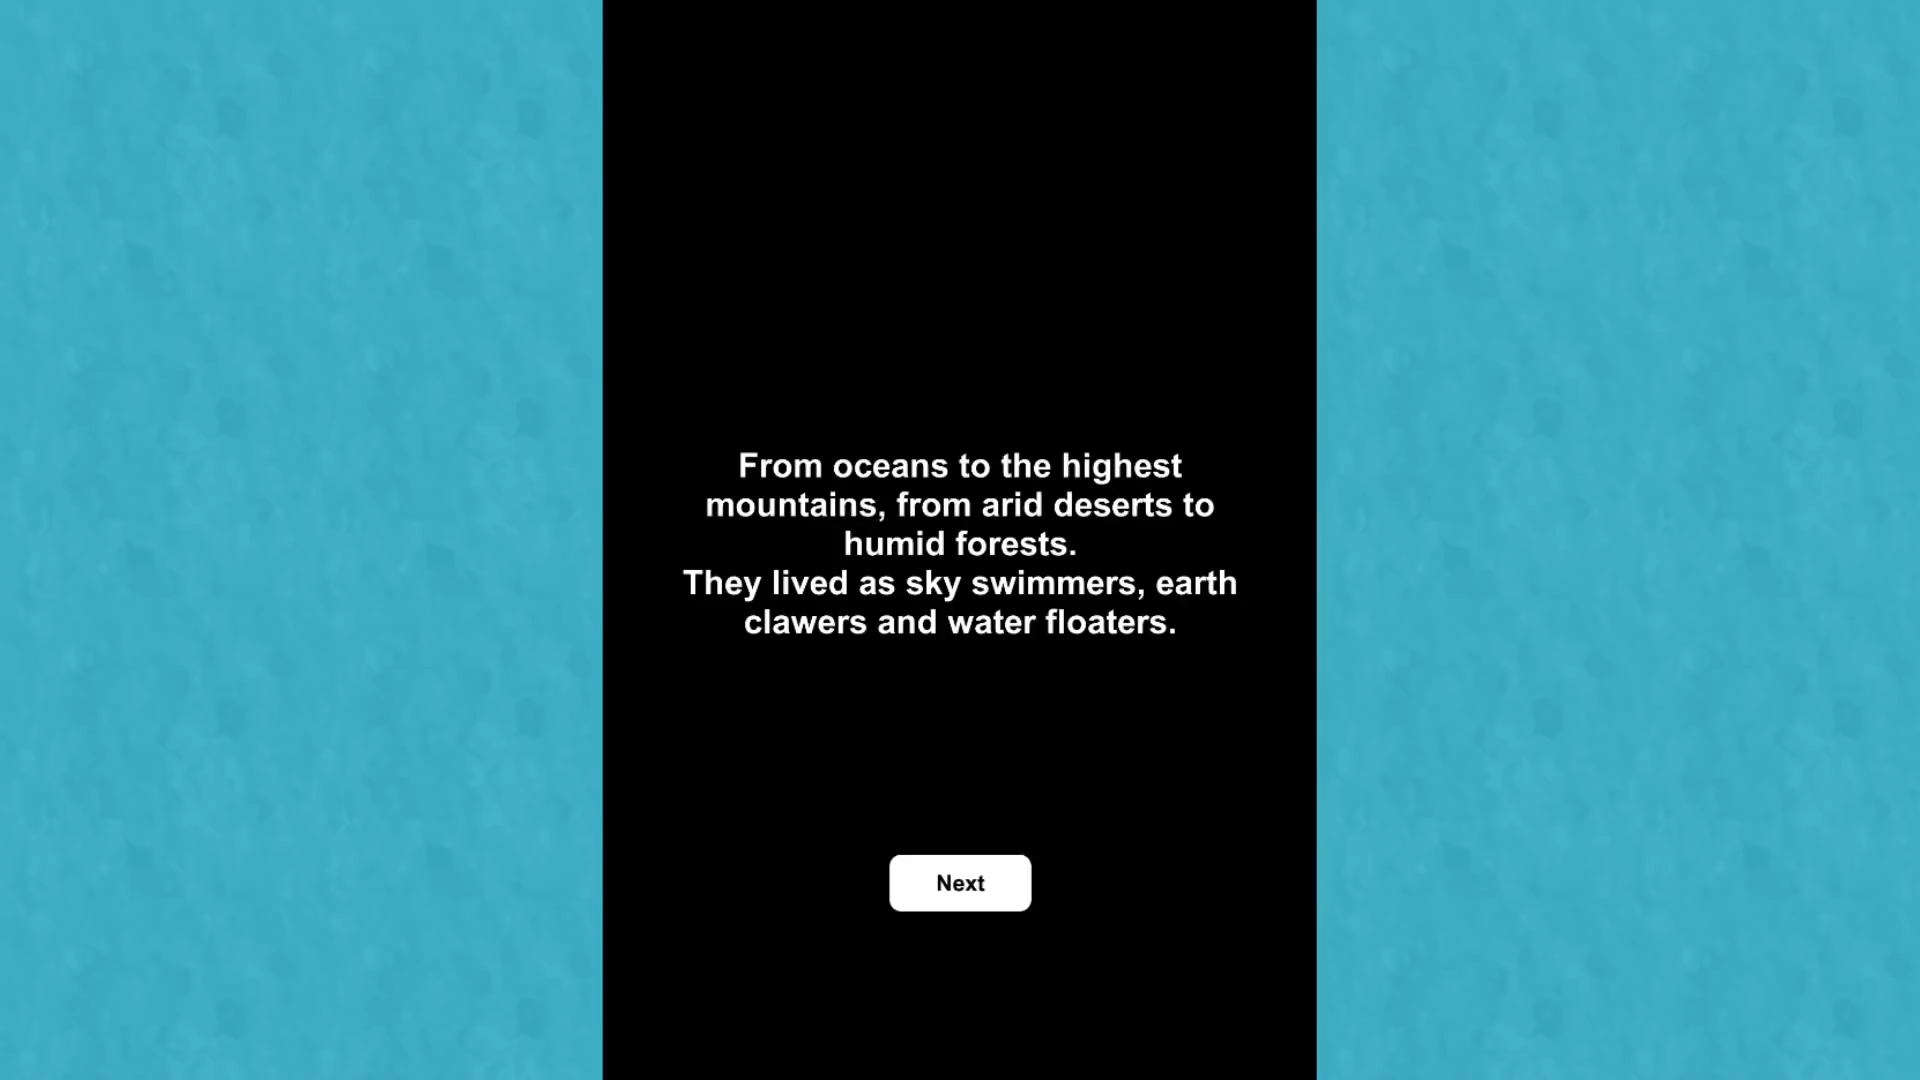 From oceans to the highest
mountains, from arid deserts to
humid forests.
They lived as sky swimmers, earth
clawers and water floaters.
Next